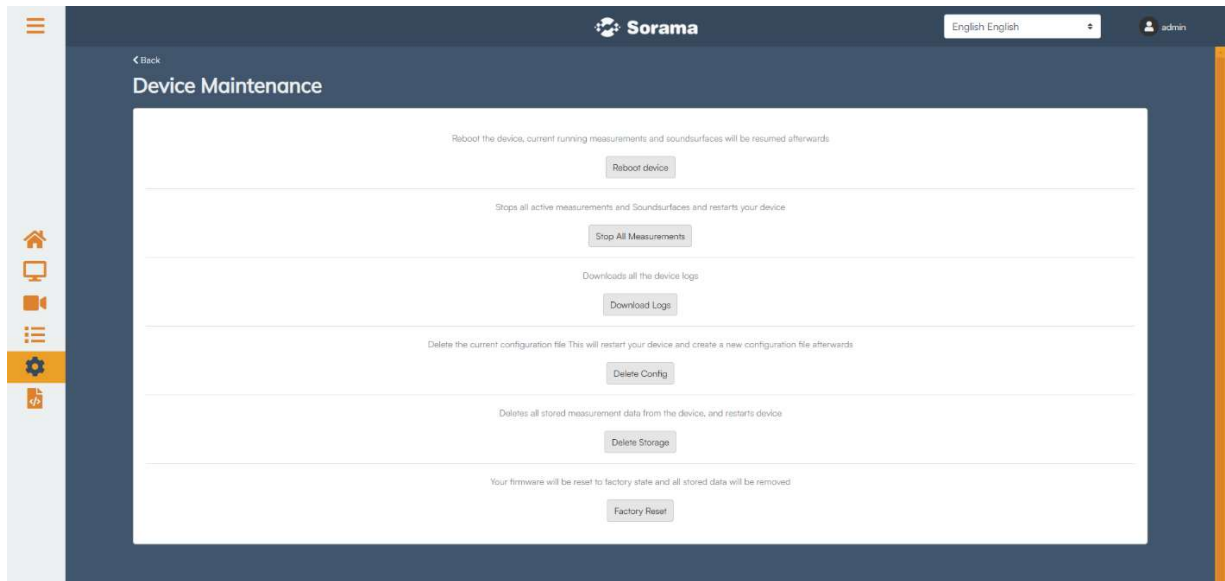 Sorama
English English
admin
Back
Device Maintenance
Reboot the device, current running measurements and soundsurfaces will be resumed afterwards
Reboot device
Stops all active measurements and Soundsurfaces and restarts your device
Stop All Measurements
Downloads all the device logs
Download Logs
Delete the current configuration file This will restart your device and create a new configuration file afterwards
Delete Config
Deletes all stored measurement data from the device, and restarts device
Delete Storage
Your firmware will be reset to factory state and all stored data will be removed
Factory Reset